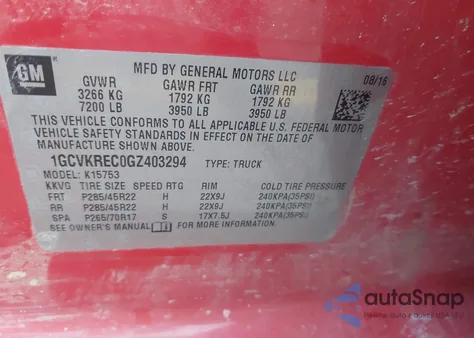 GM
MFD BY GENERAL MOTORS LLC 08/16
GVWR GAWR FRT GAWR RR
3266 KG 1792 KG 1792 KG
7200 LB 3950 LB 3950 LB
THIS VEHICLE CONFORMS TO ALL APPLICABLE U.S. FEDERAL MOTOR
VEHICLE SAFETY STANDARDS IN EFFECT ON THE DATE OF
MANUFACTURE SHOWN ABOVE.
1GCVKREC0GZ403294 TYPE: TRUCK
MODEL: K15753
KKVG TIRE SIZE SPEED RTG RIM COLD TIRE PRESSURE
FRT P285/45R22 H 22X9J 240KPA(35PSI)
RR P285/45R22 H 22X9J 240KPA(35PSI)
SPA P265/70R17 S 17X7.5J 240KPA(35PSI)
SEE OWNER'S MANUAL FOR MORE INFORMATION
autoSnap